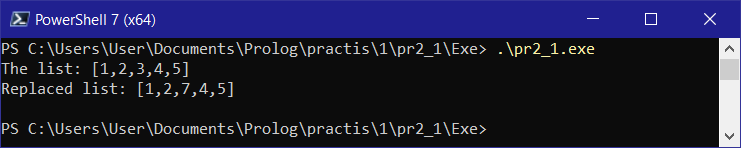 PowerShell 7 (x64)
PS C:\Users\User\Documents\Prolog\practis\1\pr2_1\Exe> .\pr2_1.exe
The list: [1,2,3,4,5]
Replaced list: [1,2,7,4,5]
PS C:\Users\User\Documents\Prolog\practis\1\pr2_1\Exe>